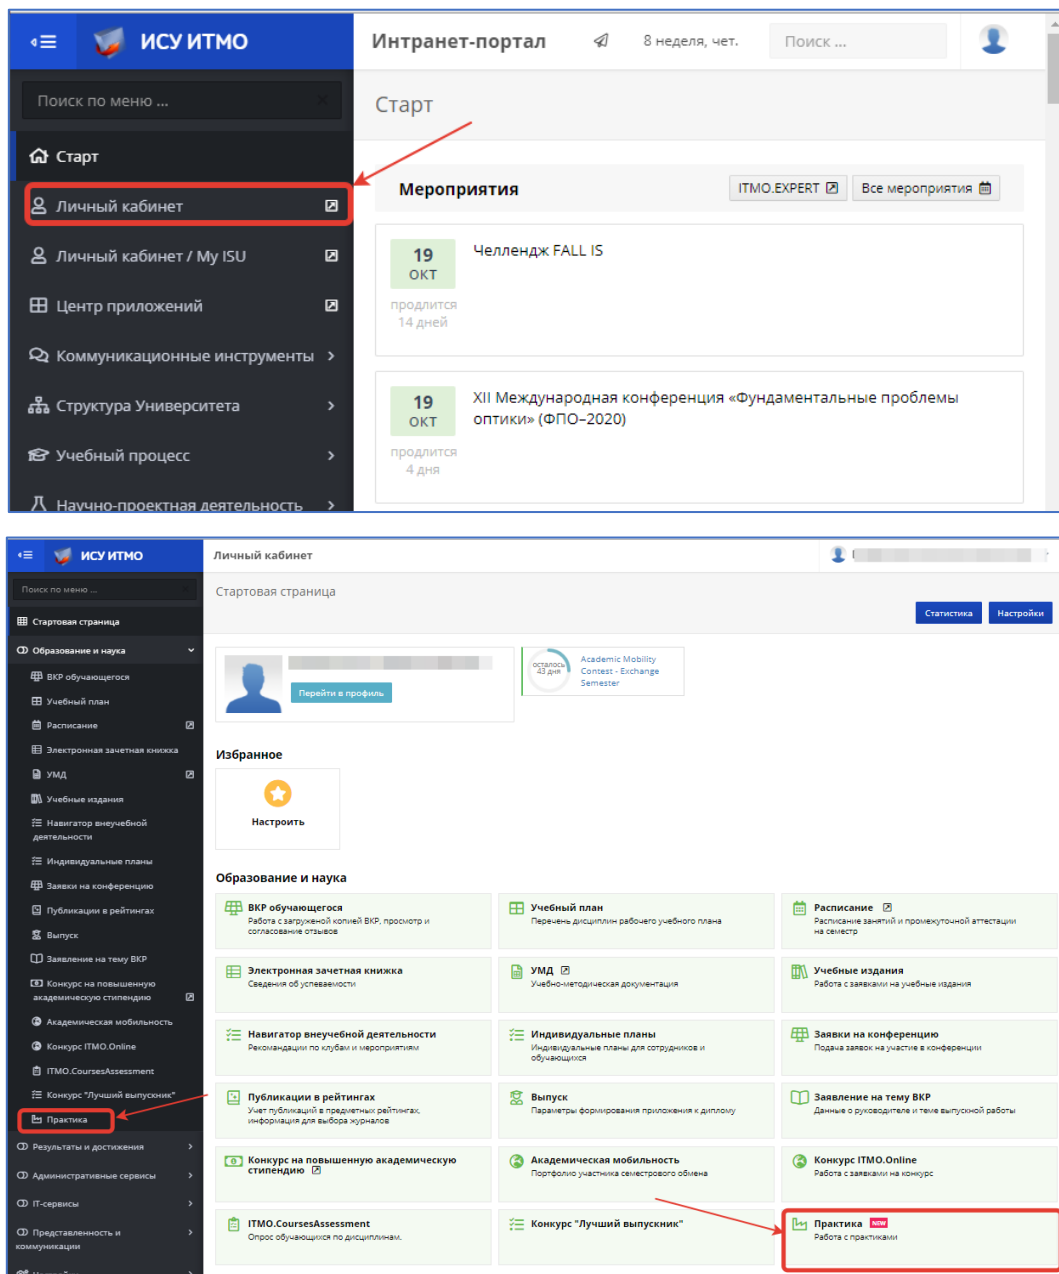 ИСУ ИТМО
Интранет-портал
8 неделя, чет.
Поиск ...
Поиск по меню ...
Старт
Старт
Личный кабинет
Личный кабинет / My ISU
Центр приложений
Коммуникационные инструменты
Структура Университета
Учебный процесс
Научно-проектная деятельность
Мероприятия
ITMO.EXPERT
Все мероприятия
19
ОКТ
продлится
14 дней
Челлендж FALL IS
19
ОКТ
продлится
4 дня
XII Международная конференция «Фундаментальные проблемы
оптики» (ФПО–2020)
ИСУ ИТМО
Личный кабинет
Поиск по меню ...
Стартовая страница
Образование и наука
ВКР обучающегося
Учебный план
Расписание
Электронная зачетная книжка
УМД
Учебные издания
Навигатор внеучебной
деятельности
Индивидуальные планы
Заявки на конференцию
Публикации в рейтингах
Выпуск
Заявление на тему ВКР
Конкурс на повышенную
академическую стипендию
Академическая мобильность
Конкурс ITMO.Online
ITMO.CoursesAssessment
Конкурс "Лучший выпускник"
Практика
Результаты и достижения
Административные сервисы
IT-сервисы
Представленность и
коммуникации
Стартовая страница
Статистика
Настройки
Перейти в профиль
осталось
43 дня
Academic Mobility
Contest - Exchange
Semester
Избранное
Настроить
Образование и наука
ВКР обучающегося
Работа с загруженой копией ВКР, просмотр и
согласование отзывов
Учебный план
Перечень дисциплин рабочего учебного плана
Расписание
Расписание занятий и промежуточной аттестации
на семестр
Электронная зачетная книжка
Сведения об успеваемости
УМД
Учебно-методическая документация
Учебные издания
Работа с заявками на учебные издания
Навигатор внеучебной деятельности
Рекомандации по клубам и мероприятиям
Индивидуальные планы
Индивидуальные планы для сотрудников и
обучающихся
Заявки на конференцию
Подача заявок на участие в конференции
Публикации в рейтингах
Учет публикаций в предметных рейтингах,
информация для выбора журналов
Выпуск
Параметры формирования приложения к диплому
Заявление на тему ВКР
Данные о руководителе и теме выпускной работы
Конкурс на повышенную академическую
стипендию
Академическая мобильность
Портфолио участника семестрового обмена
Конкурс ITMO.Online
Работа с заявками на конкурс
ITMO.CoursesAssessment
Опрос обучающихся по дисциплинам.
Конкурс "Лучший выпускник"
Практика NEW
Работа с практиками